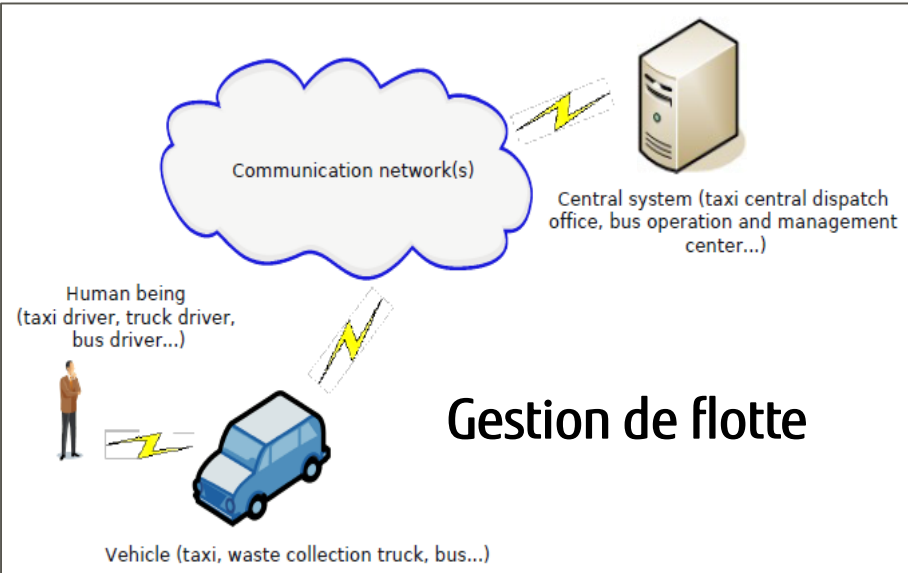 Communication network(s)
Central system (taxi central dispatch
office, bus operation and management
center...)
Human being
(taxi driver, truck driver,
bus driver...)
Gestion de flotte
Vehicle (taxi, waste collection truck, bus...)